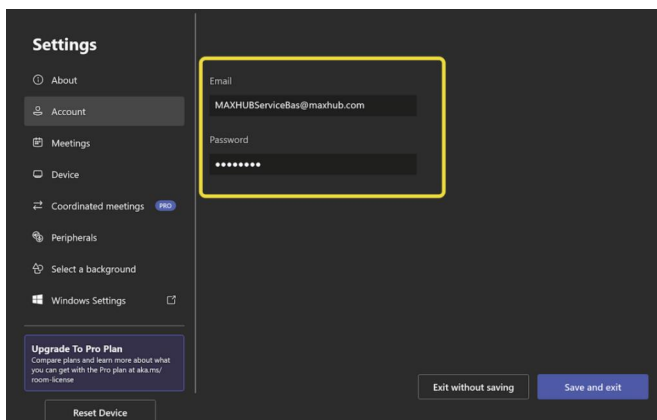 Settings
About
Account
Meetings
Device
Coordinated meetings PRO
Peripherals
Select a background
Windows Settings
Upgrade To Pro Plan
Compare plans and learn more about what
you can get with the Pro plan at aka.ms/
room-license
Reset Device
Email
MAXHUBServiceBas@maxhub.com
Password
••••••••
Exit without saving
Save and exit